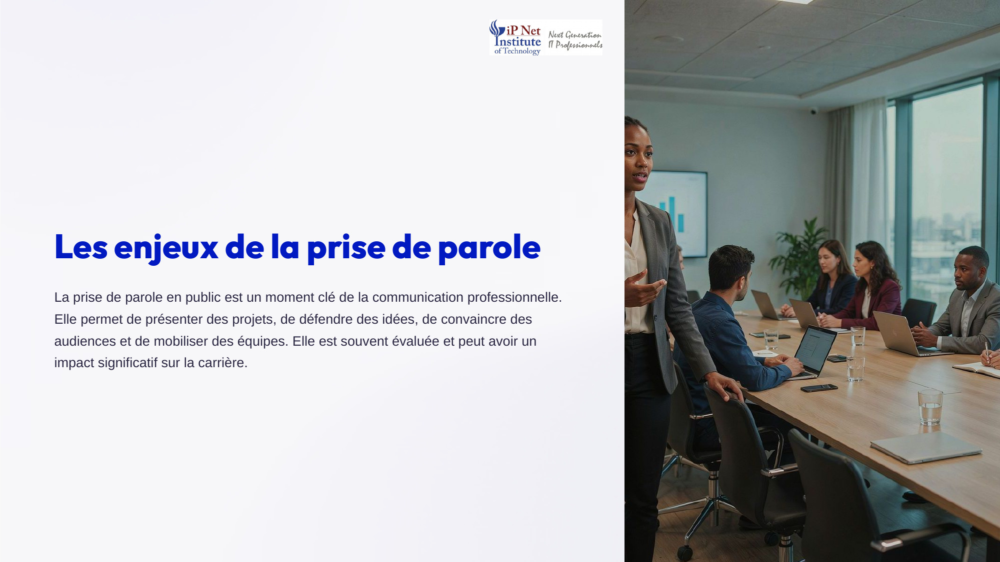 iP Net
Institute
of Technology
Next Generation
IT Professionnels
Les enjeux de la prise de parole
La prise de parole en public est un moment clé de la communication professionnelle.
Elle permet de présenter des projets, de défendre des idées, de convaincre des
audiences et de mobiliser des équipes. Elle est souvent évaluée et peut avoir un
impact significatif sur la carrière.